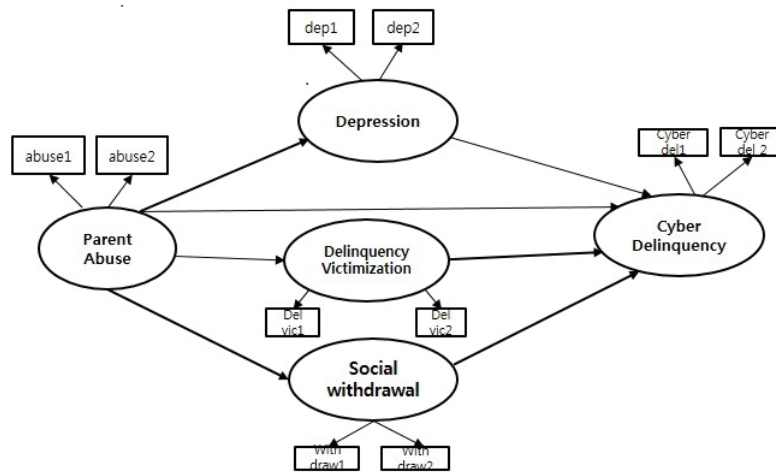 dep1
dep2
Depression
Cyber
del1
Cyber
del 2
abuse1
abuse2
Parent
Abuse
Delinquency
Victimization
Cyber
Delinquency
Del
vic1
Del
vic2
Social
withdrawal
With
draw1
With
draw2